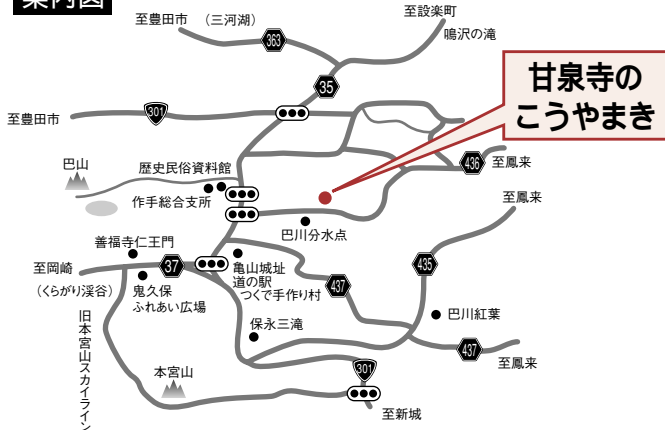 案内図
至豊田市
（三河湖）
至設楽町
鳴沢の滝
363
35
甘泉寺の
こうやまき
301
至豊田市
巴山
歴史民俗資料館
作手総合支所
436
至鳳来
至鳳来
巴川分水点
善福寺仁王門
至岡崎
（くらがり渓谷）
37
鬼久保
ふれあい広場
亀山城址
道の駅
つくで手作り村
437
435
巴川紅葉
保永三滝
437
至鳳来
旧本宮山スカイライン
本宮山
301
至新城